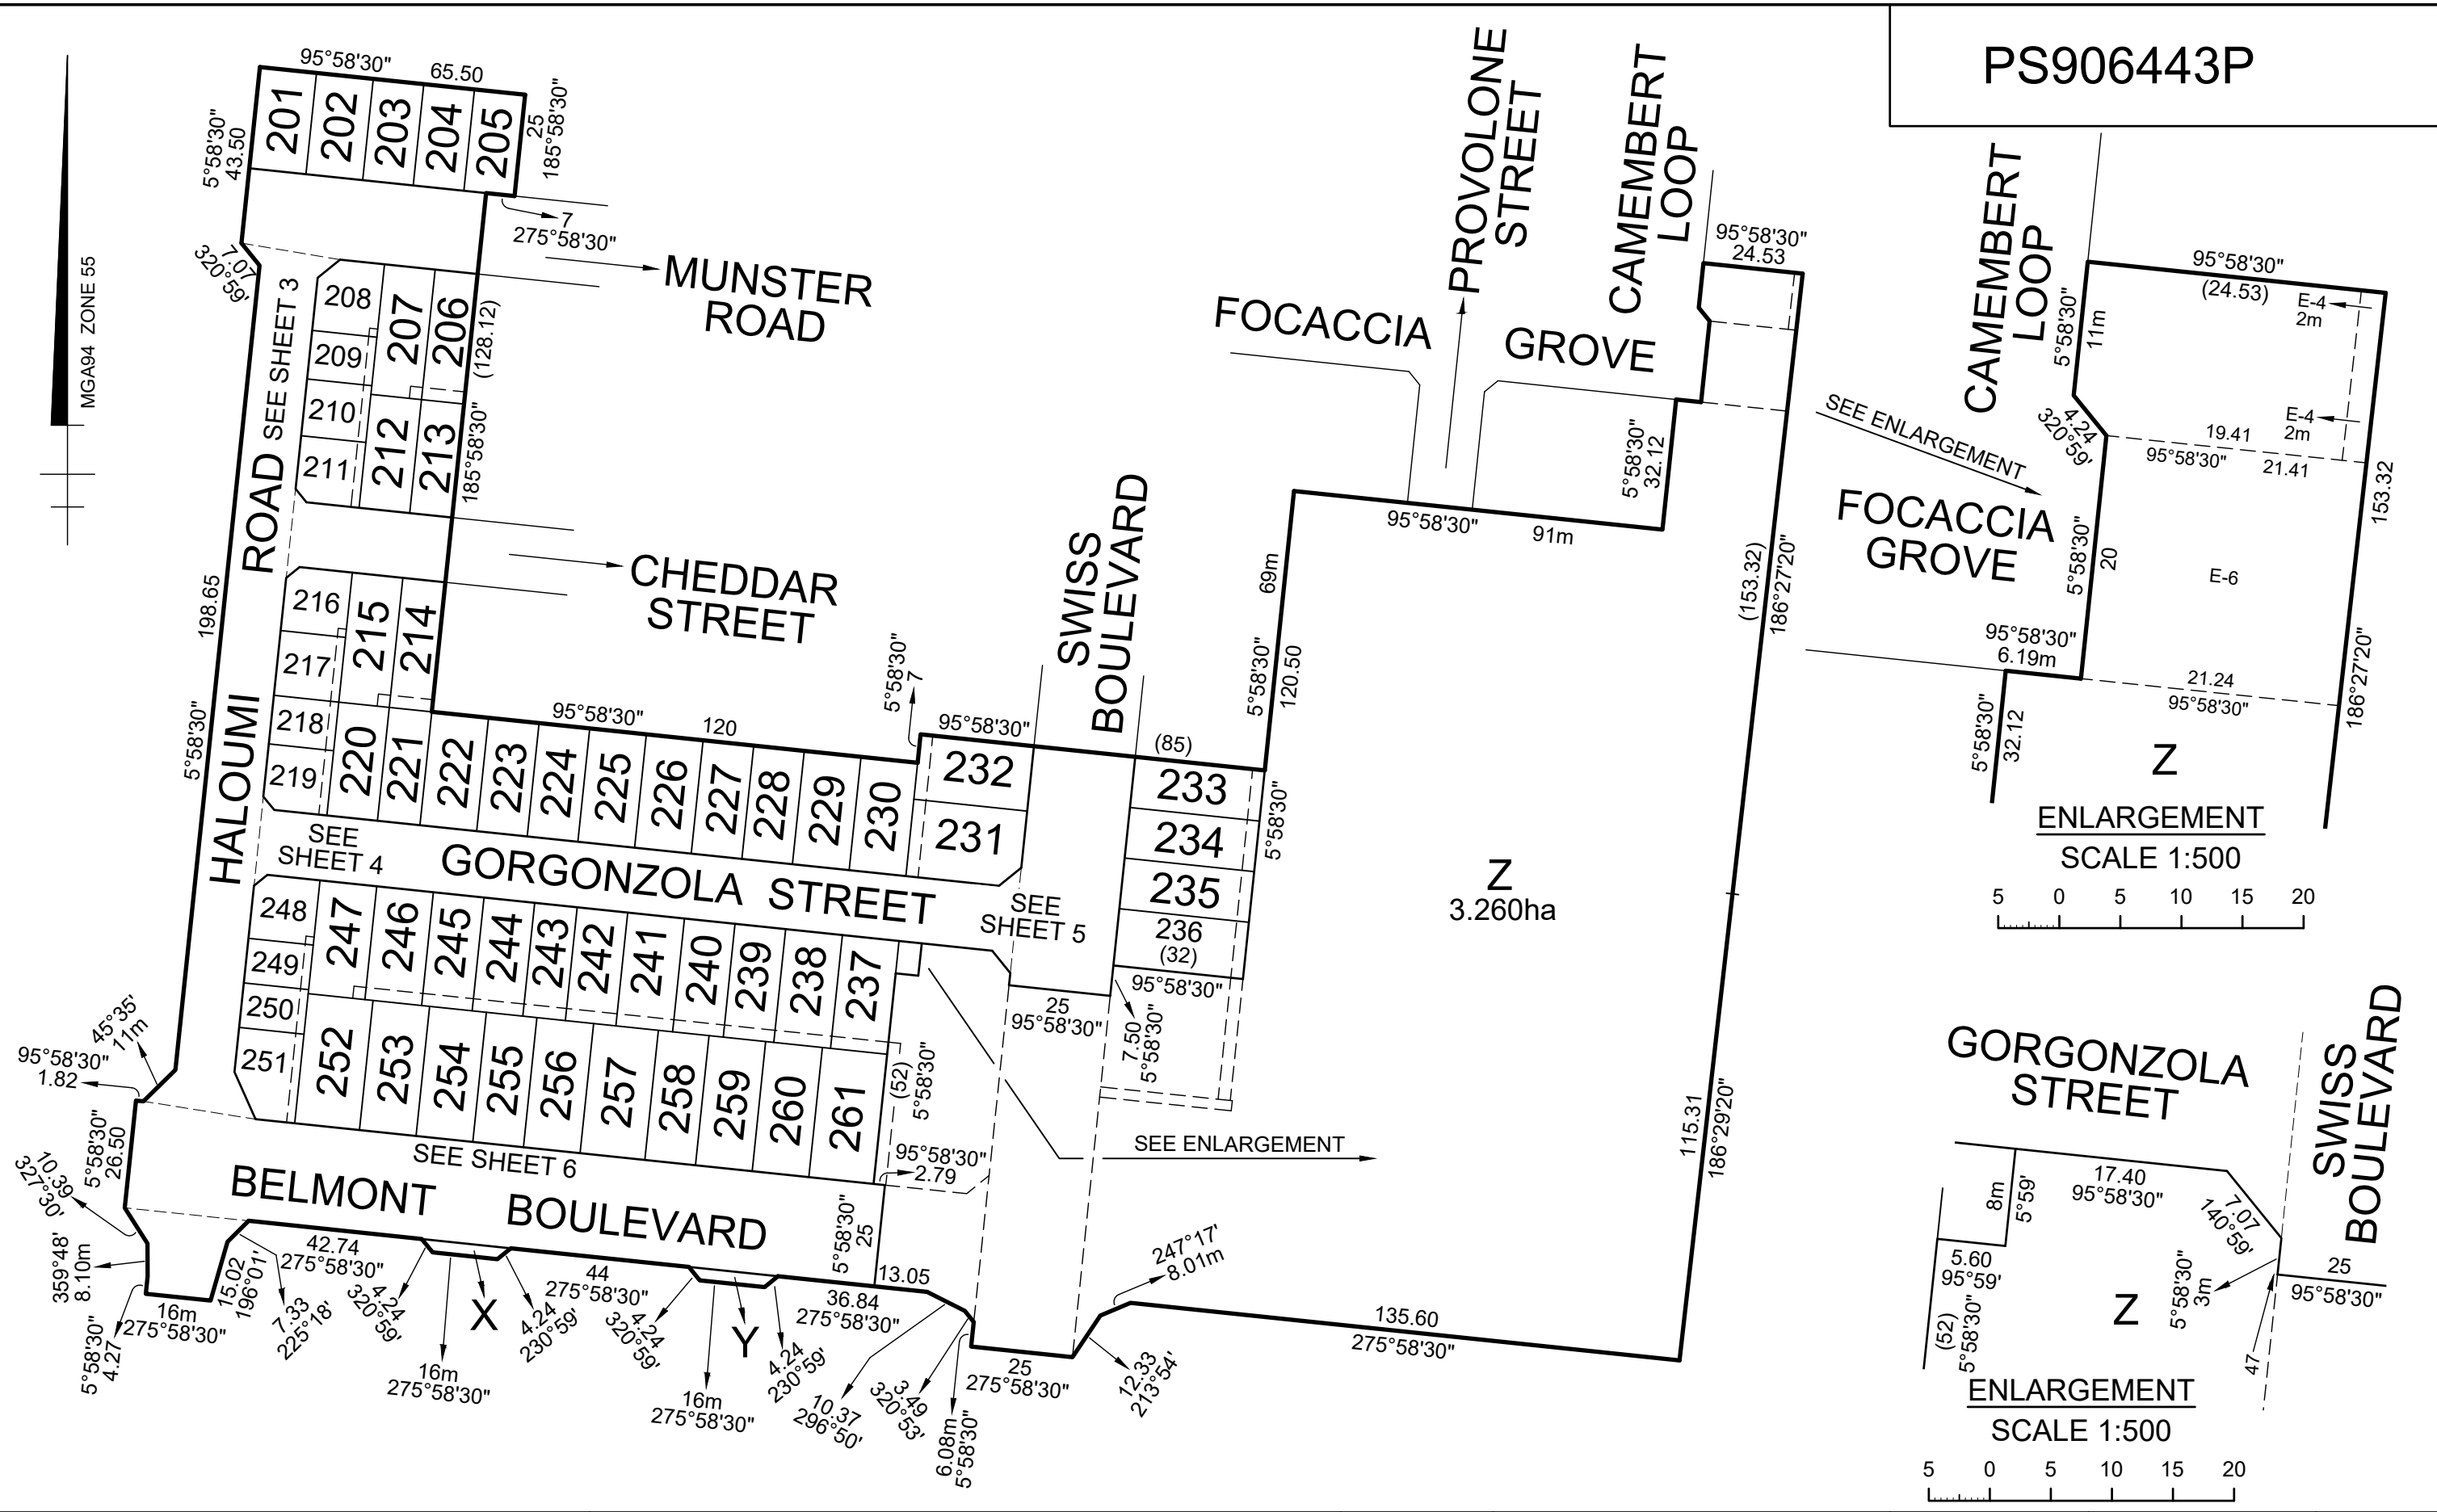 PS906443P
MGA94 ZONE 55
95°58'30"
65.50
5°58'30"
43.50
201
202
203
204
205
25
185°58'30"
7
275°58'30"
7.07
320°59'
MUNSTER
ROAD
208
207
206
209
210
211
212
213
(128.12)
185°58'30"
HALOUMI ROAD SEE SHEET 3
198.65
5°58'30"
CHEDDAR
STREET
216
215
214
217
218
219
220
221
222
223
224
225
226
227
228
229
230
95°58'30"
120
5°58'30"
7
95°58'30"
232
231
SWISS
BOULEVARD
(85)
233
234
235
236
(32)
95°58'30"
5°58'30"
SEE
SHEET 4
GORGONZOLA STREET
SEE
SHEET 5
248
247
246
245
244
243
242
241
240
239
238
237
249
250
251
252
253
254
255
256
257
258
259
260
261
25
95°58'30"
7.50
5°58'30"
(52)
5°58'30"
95°58'30"
2.79
SEE ENLARGEMENT
SEE SHEET 6
BELMONT BOULEVARD
5°58'30"
25
45°35'
11m
95°58'30"
1.82
5°58'30"
26.50
10.39
327°30'
359°48'
8.10m
5°58'30"
4.27
16m
275°58'30"
15.02
196°01'
7.33
225°18'
42.74
275°58'30"
4.24
320°59'
16m
275°58'30"
X
4.24
230°59'
44
275°58'30"
4.24
320°59'
16m
275°58'30"
Y
4.24
230°59'
13.05
36.84
275°58'30"
10.37
296°50'
3.49
320°53'
6.08m
5°58'30"
25
275°58'30"
12.33
213°54'
247°17'
8.01m
135.60
275°58'30"
115.31
186°29'20"
Z
3.260ha
5°58'30"
120.50
69m
95°58'30"
91m
5°58'30"
32.12
(153.32)
186°27'20"
FOCACCIA GROVE
PROVOLONE
STREET
CAMEMBERT
LOOP
95°58'30"
24.53
SEE ENLARGEMENT
CAMEMBERT
LOOP
95°58'30"
(24.53)
5°58'30"
11m
E-4
2m
E-4
2m
4.24
320°59'
19.41
95°58'30"
21.41
153.32
FOCACCIA
GROVE
5°58'30"
20
E-6
95°58'30"
6.19m
21.24
95°58'30"
5°58'30"
32.12
186°27'20"
Z
ENLARGEMENT
SCALE 1:500
5 0 5 10 15 20
GORGONZOLA
STREET
SWISS
BOULEVARD
17.40
95°58'30"
8m
5°59'
7.07
140°59'
5.60
95°59'
5°58'30"
3m
25
95°58'30"
Z
(52)
5°58'30"
47
ENLARGEMENT
SCALE 1:500
5 0 5 10 15 20